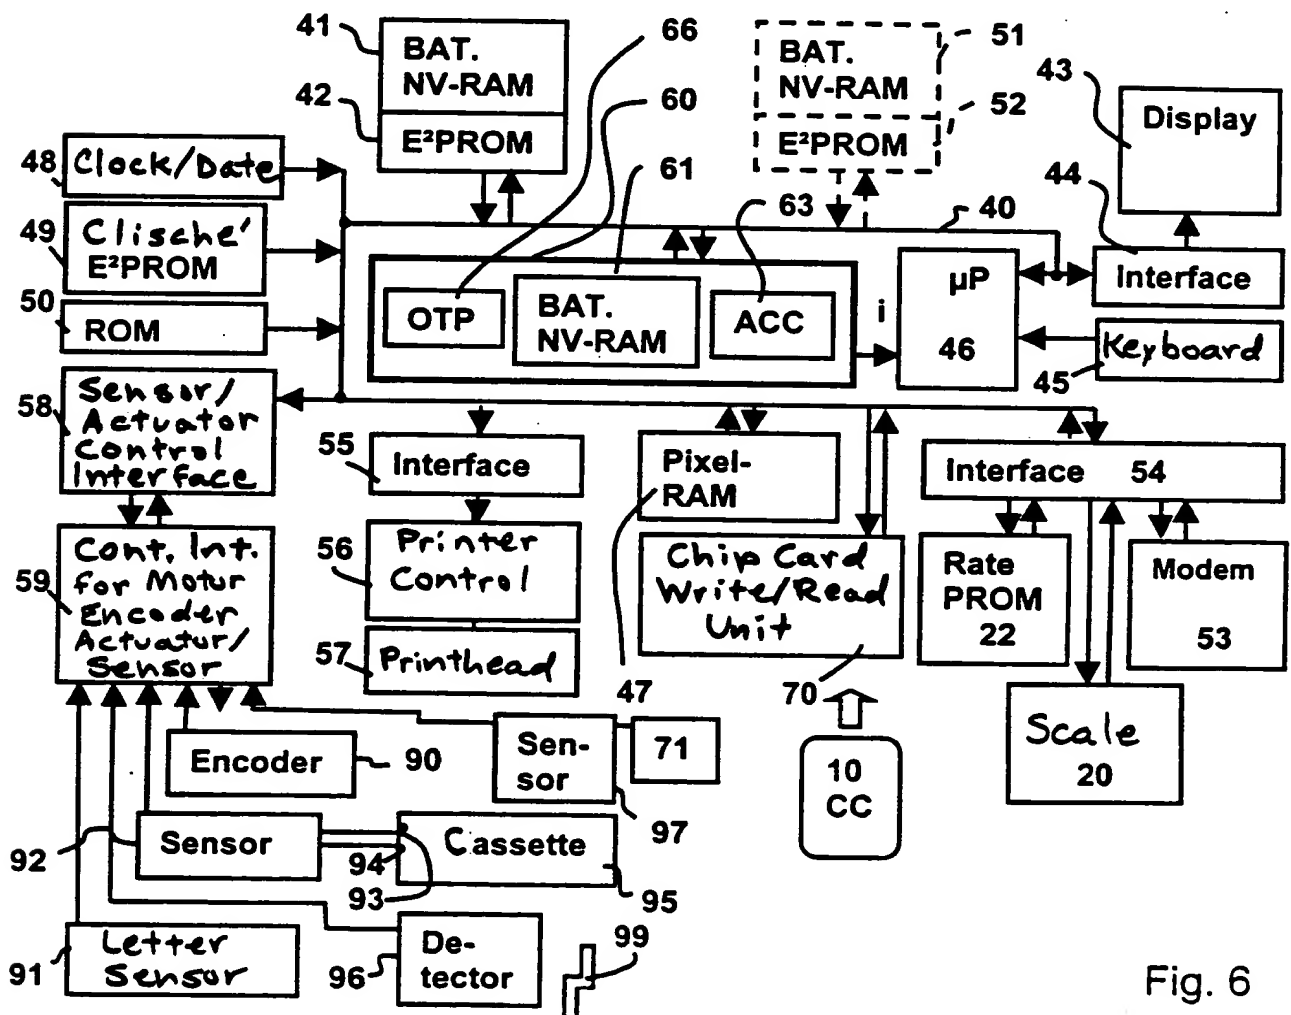 41
BAT.
NV-RAM
42
E²PROM
66
60
61
63
BAT.
NV-RAM
51
E²PROM
52
43
Display
44
Interface
40
48
Clock/Date
49
Clische'
E²PROM
50
ROM
OTP
BAT.
NV-RAM
ACC
i
µP
46
Keyboard
45
58
Sensor/
Actuator
Control
Interface
55
Interface
Pixel-
RAM
Interface 54
59
Cont. Int.
for Motur
Encoder
Actuator/
Sensor
56
Printer
Control
57
Printhead
Chip Card
Write/Read
Unit
47
70
Rate
PROM
22
Modem
53
Scale
20
Encoder
90
Sen-
sor
71
97
10
CC
92
Sensor
94
93
Cassette
95
91
Letter
Sensor
96
De-
tector
99
Fig. 6